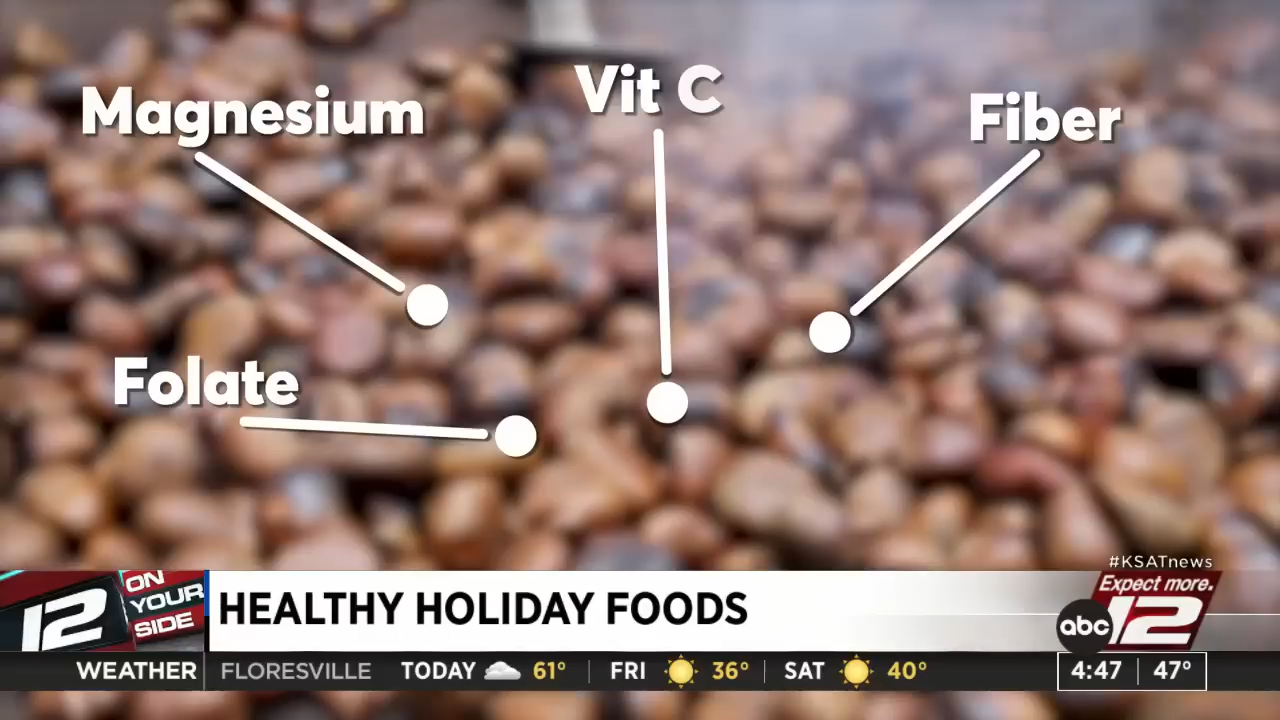 Magnesium
Vit C
Fiber
Folate
#KSATnews
12 ON YOUR SIDE
HEALTHY HOLIDAY FOODS
Expect more.
abc 12
WEATHER FLORESVILLE TODAY 61° FRI 36° SAT 40° 4:47 47°